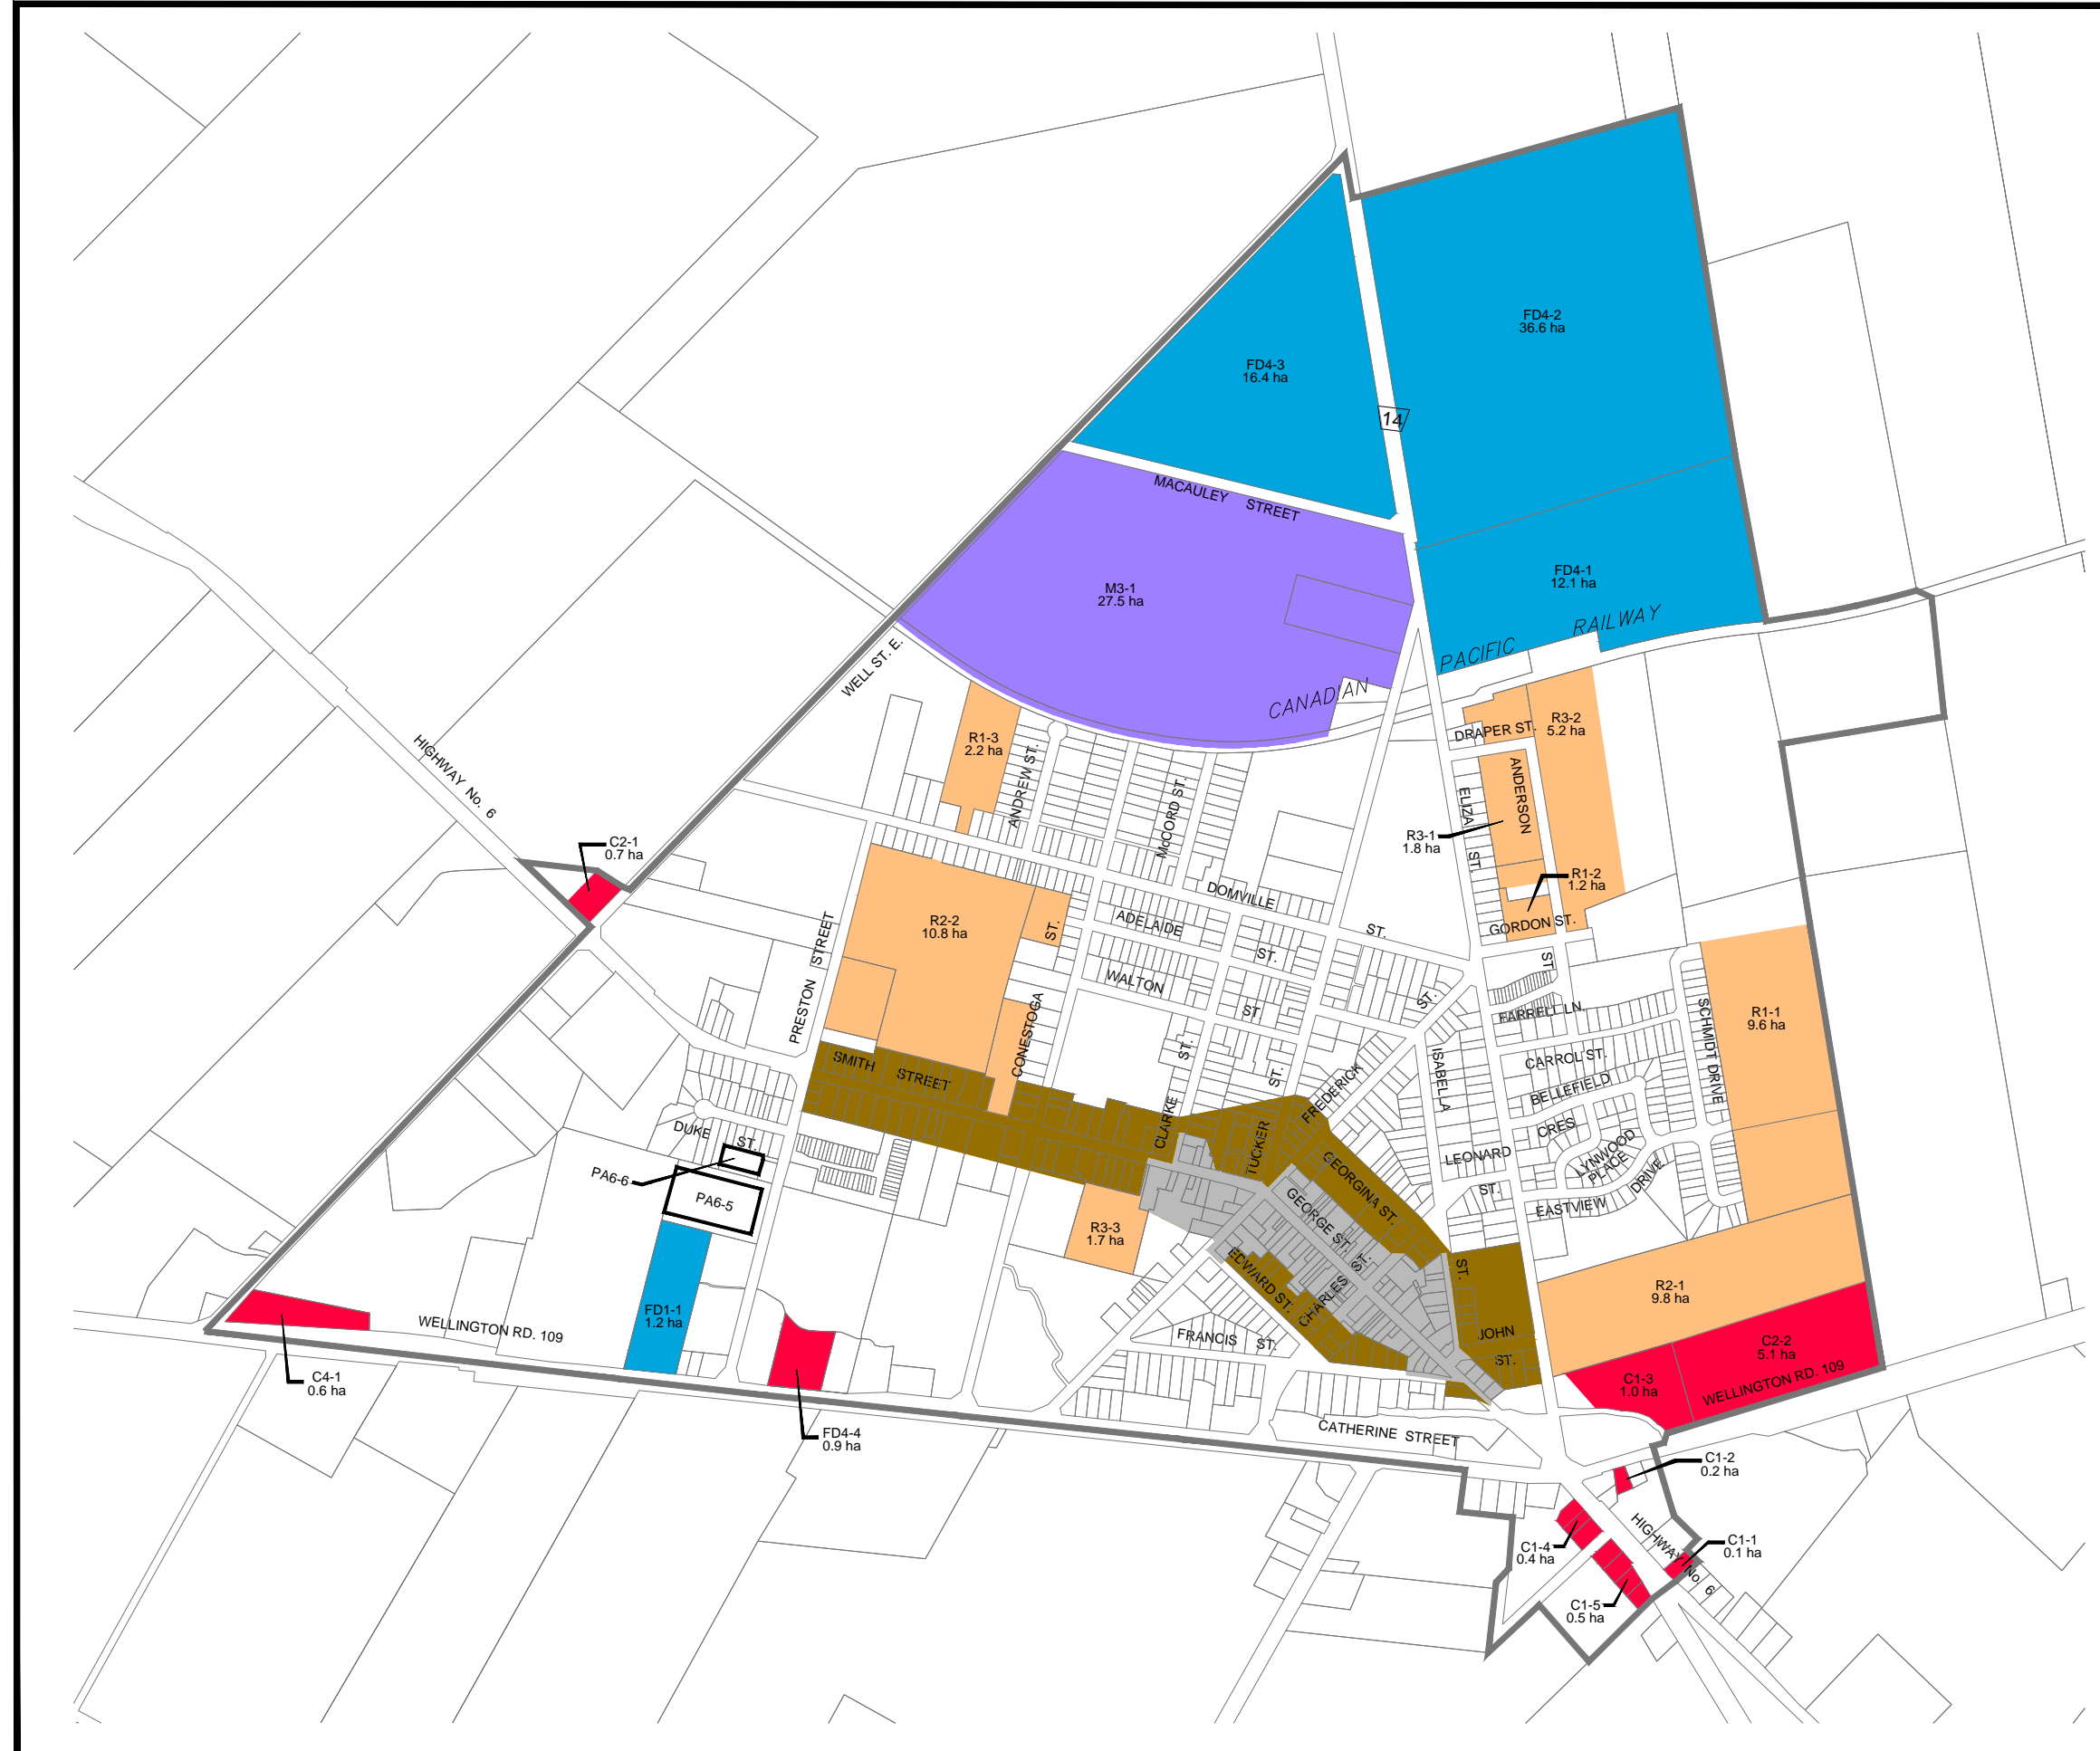 FD4-2
36.6 ha
FD4-3
16.4 ha
14
MACAULEY STREET
FD4-1
12.1 ha
M3-1
27.5 ha
CANADIAN PACIFIC RAILWAY
WELL ST. E.
HIGHWAY No. 6
R1-3
2.2 ha
ANDREW ST.
McCORD ST.
DRAPER ST.
R3-2
5.2 ha
ANDERSON
ST.
ELIZA ST.
R3-1
1.8 ha
R1-2
1.2 ha
GORDON ST.
C2-1
0.7 ha
DOMVILLE ST.
ADELAIDE ST.
WALTON ST.
R2-2
10.8 ha
PRESTON STREET
CONESTOGA ST.
SMITH STREET
CLARKE ST.
TUCKER ST.
FREDERICK ST.
ISABELLA ST.
FARRELL LN.
CARROL ST.
BELLEFIELD CRES
SCHMIDT DRIVE
R1-1
9.6 ha
LEONARD ST.
LYNWOOD PLACE
EASTVIEW DRIVE
DUKE ST.
PA6-6
PA6-5
R3-3
1.7 ha
GEORGINA ST.
GEORGE ST.
CHARLES ST.
EDWARD ST.
FRANCIS ST.
JOHN ST.
R2-1
9.8 ha
C2-2
5.1 ha
C1-3
1.0 ha
WELLINGTON RD. 109
FD1-1
1.2 ha
WELLINGTON RD. 109
C4-1
0.6 ha
FD4-4
0.9 ha
CATHERINE STREET
C1-2
0.2 ha
HIGHWAY No. 6
C1-1
0.1 ha
C1-4
0.4 ha
C1-5
0.5 ha